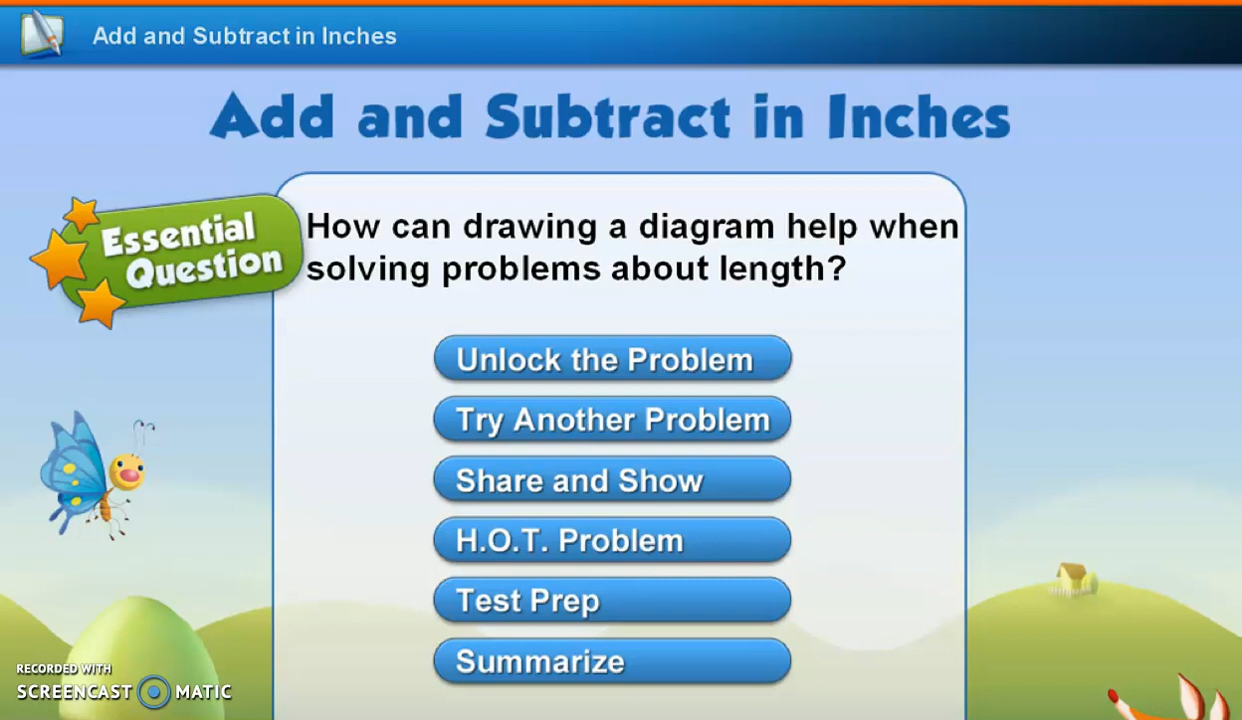 Add and Subtract in Inches
Add and Subtract in Inches
Essential
Question
How can drawing a diagram help when
solving problems about length?
Unlock the Problem
Try Another Problem
Share and Show
H.O.T. Problem
Test Prep
Summarize
RECORDED WITH
SCREENCAST MATIC